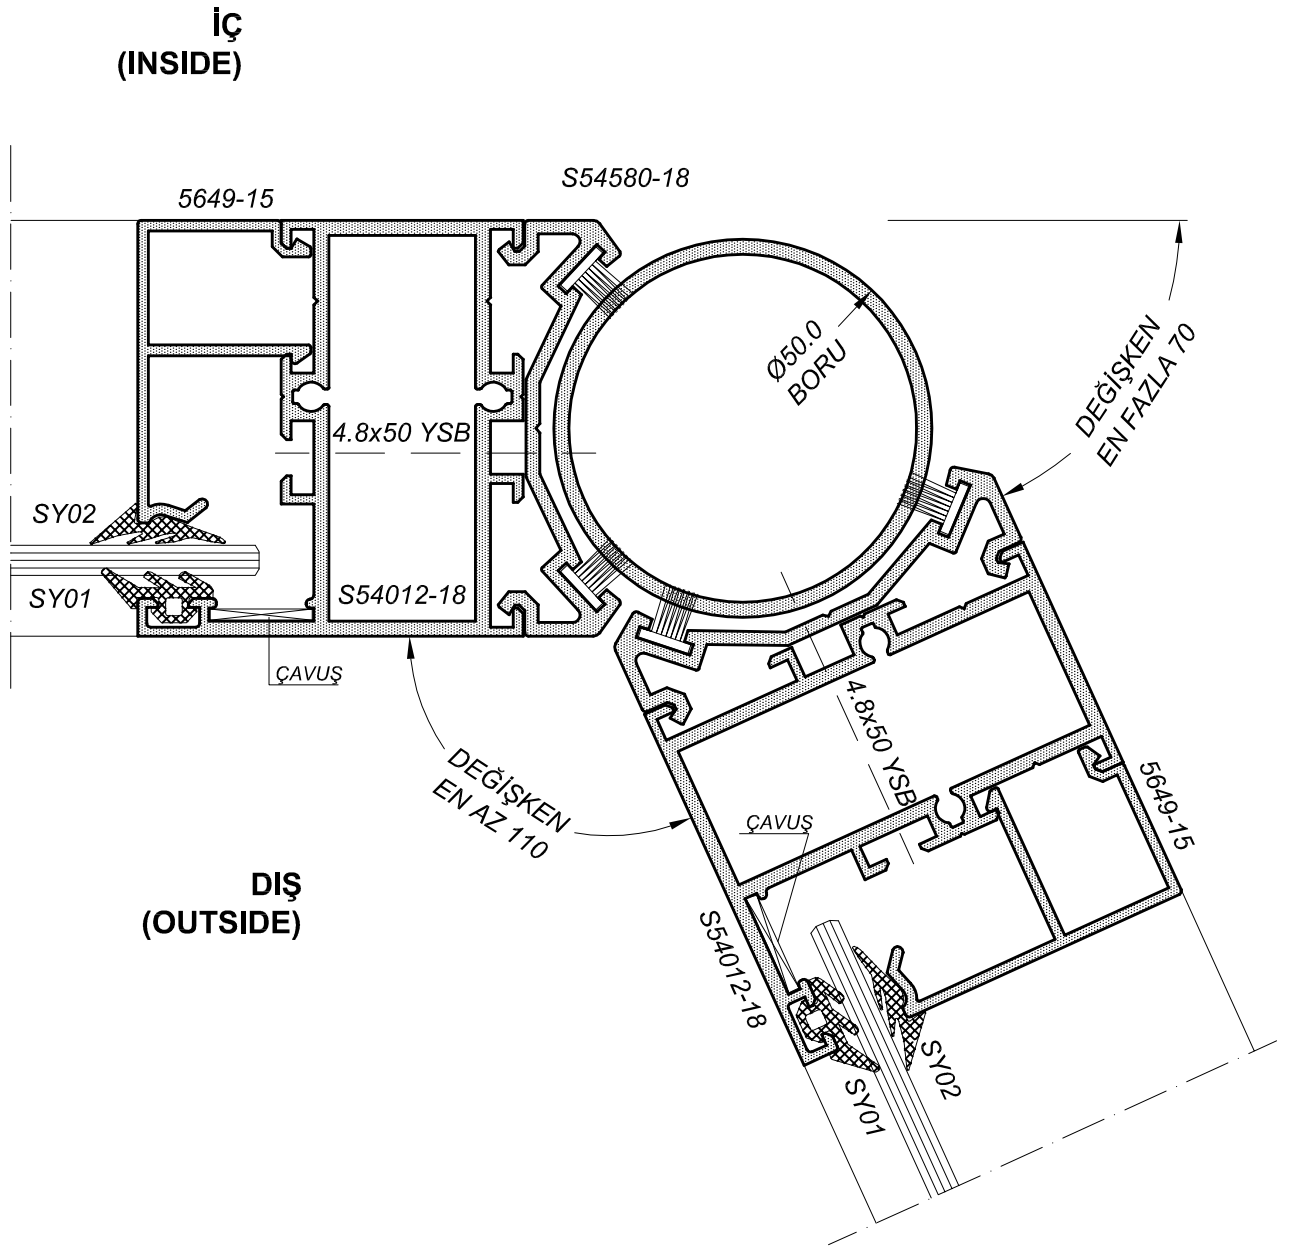 İÇ
(INSIDE)
5649-15
S54580-18
Ø50.0
BORU
DEĞİŞKEN
EN FAZLA 70
4.8x50 YSB
SY02
SY01
S54012-18
ÇAVUŞ
DEĞİŞKEN
EN AZ 110
4.8x50 YSB
ÇAVUŞ
5649-15
DIŞ
(OUTSIDE)
S54012-18
SY02
SY01